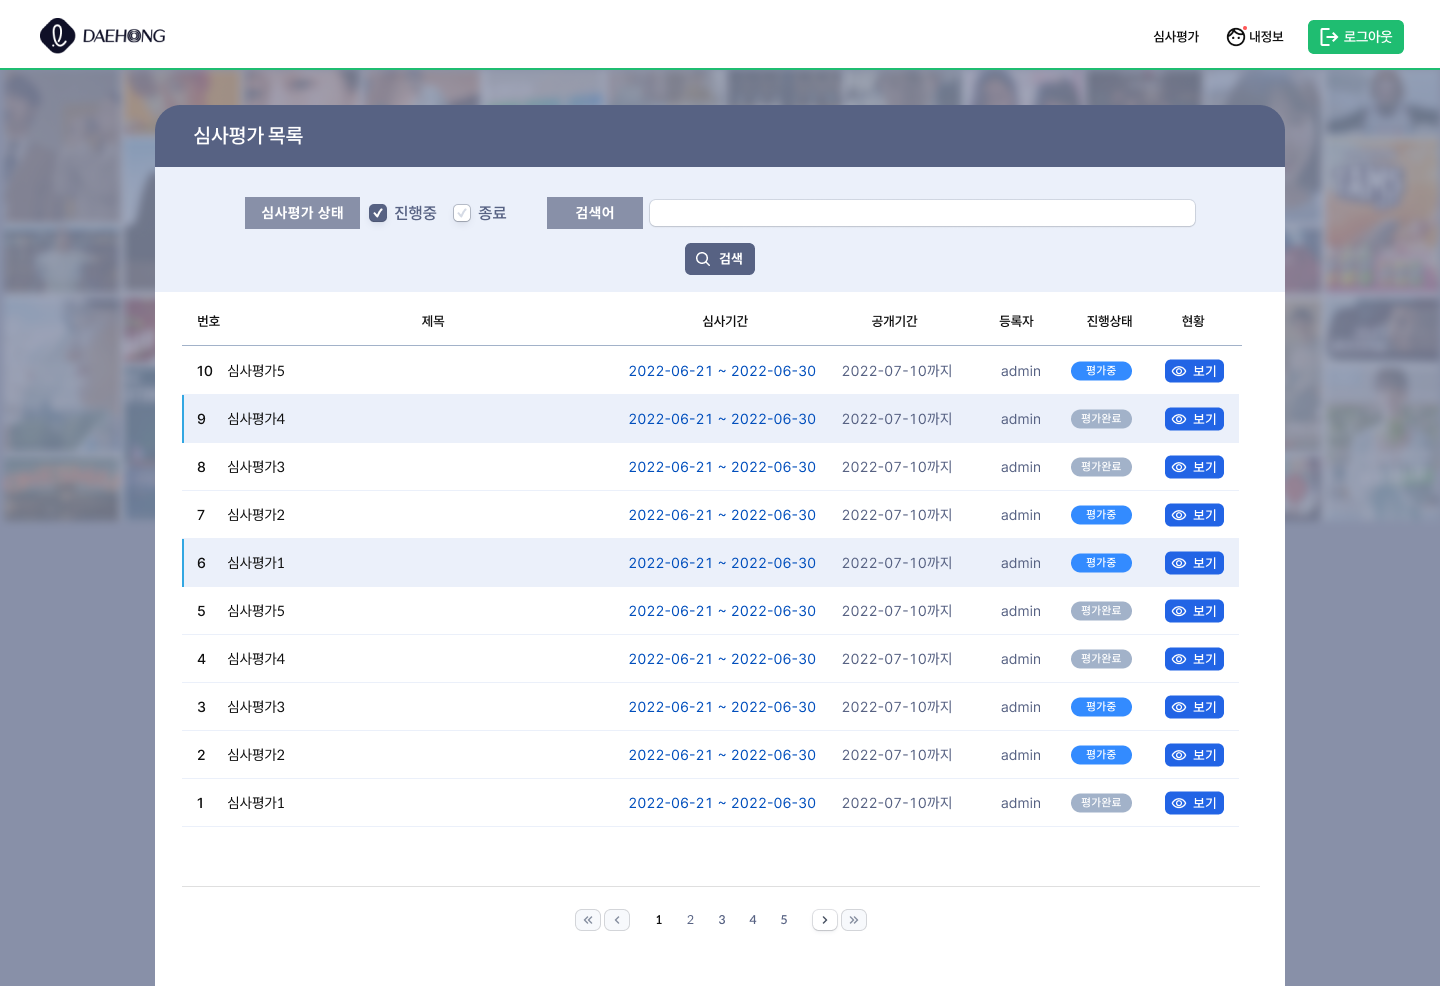 DAEHONG
심사평가 내정보 로그아웃
심사평가 목록
심사평가 상태 진행중 종료 검색어
검색
번호 제목 심사기간 공개기간 등록자 진행상태 현황
10 심사평가5 2022-06-21 ~ 2022-06-30 2022-07-10까지 admin 평가중 보기
9 심사평가4 2022-06-21 ~ 2022-06-30 2022-07-10까지 admin 평가완료 보기
8 심사평가3 2022-06-21 ~ 2022-06-30 2022-07-10까지 admin 평가완료 보기
7 심사평가2 2022-06-21 ~ 2022-06-30 2022-07-10까지 admin 평가중 보기
6 심사평가1 2022-06-21 ~ 2022-06-30 2022-07-10까지 admin 평가중 보기
5 심사평가5 2022-06-21 ~ 2022-06-30 2022-07-10까지 admin 평가완료 보기
4 심사평가4 2022-06-21 ~ 2022-06-30 2022-07-10까지 admin 평가완료 보기
3 심사평가3 2022-06-21 ~ 2022-06-30 2022-07-10까지 admin 평가중 보기
2 심사평가2 2022-06-21 ~ 2022-06-30 2022-07-10까지 admin 평가중 보기
1 심사평가1 2022-06-21 ~ 2022-06-30 2022-07-10까지 admin 평가완료 보기
1 2 3 4 5